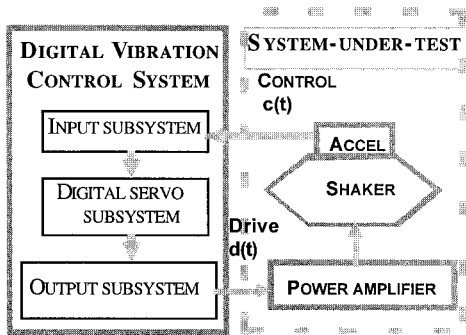 DIGITAL VIBRATION
CONTROL SYSTEM
INPUT SUBSYSTEM
DIGITAL SERVO
SUBSYSTEM
OUTPUT SUBSYSTEM
SYSTEM-UNDER-TEST
CONTROL
c(t)
ACCEL
SHAKER
Drive
d(t)
POWER AMPLIFIER